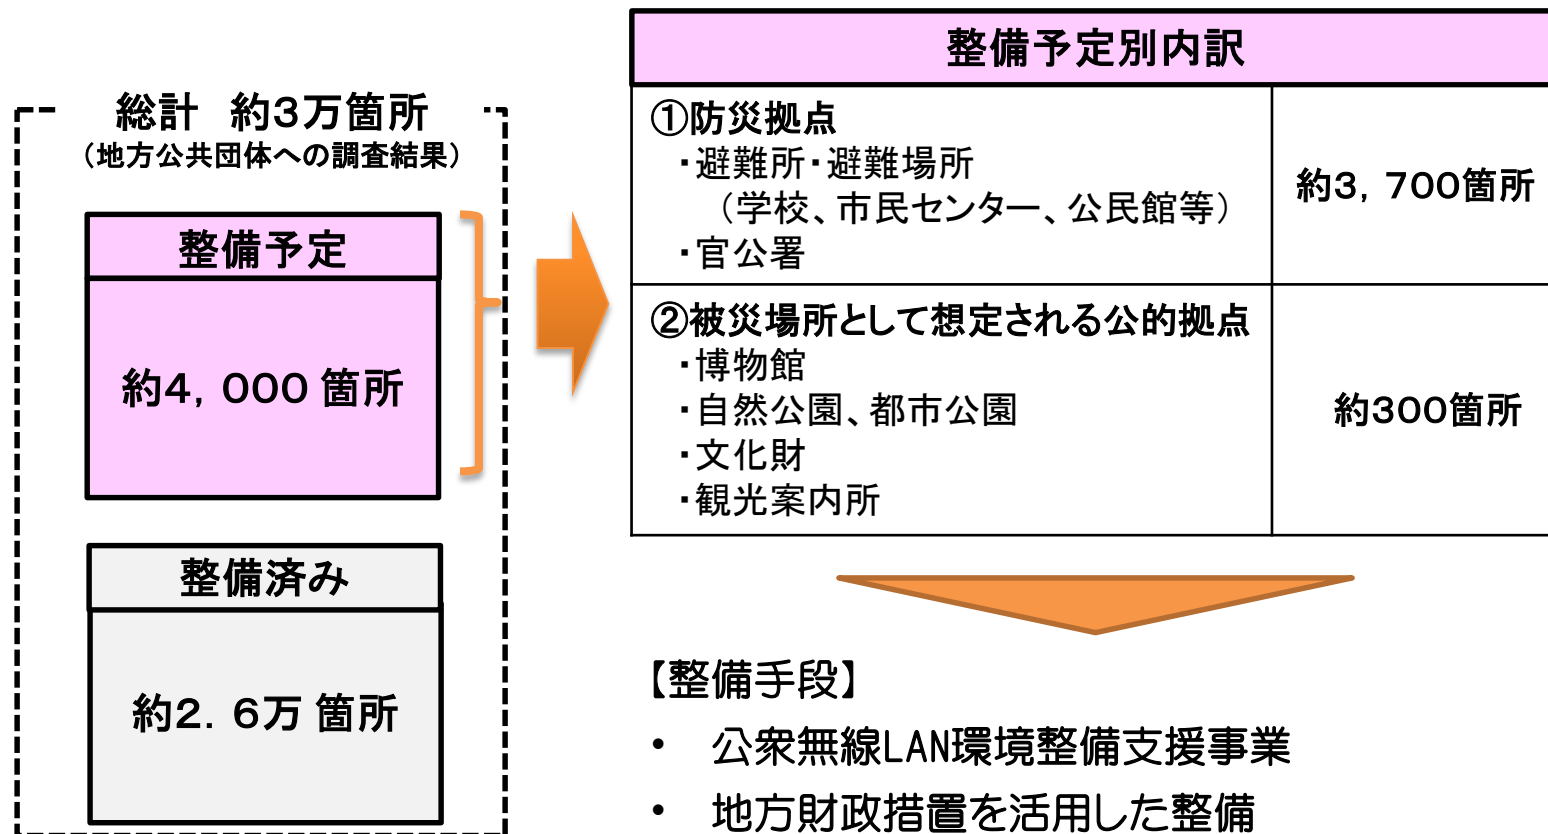 総計 約3万箇所
（地方公共団体への調査結果）
整備予定
約4，000 箇所
整備済み
約2．6万 箇所
整備予定別内訳
①防災拠点
・避難所・避難場所
（学校、市民センター、公民館等）
・官公署
約3，700箇所
②被災場所として想定される公的拠点
・博物館
・自然公園、都市公園
・文化財
・観光案内所
約300箇所
【整備手段】
• 公衆無線LAN環境整備支援事業
• 地方財政措置を活用した整備